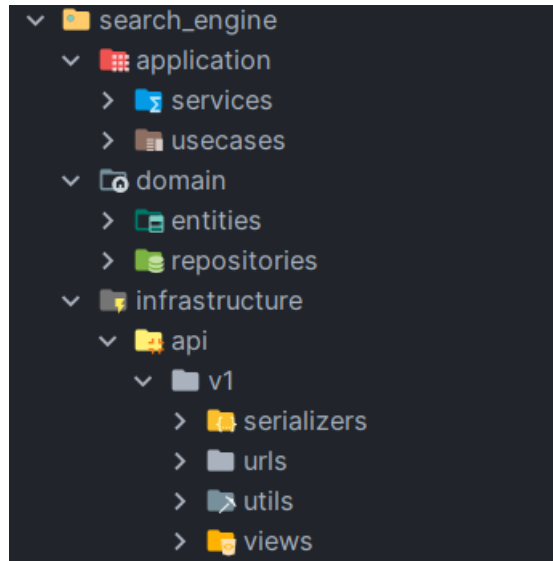 search_engine
application
services
usecases
domain
entities
repositories
infrastructure
api
v1
serializers
urls
utils
views